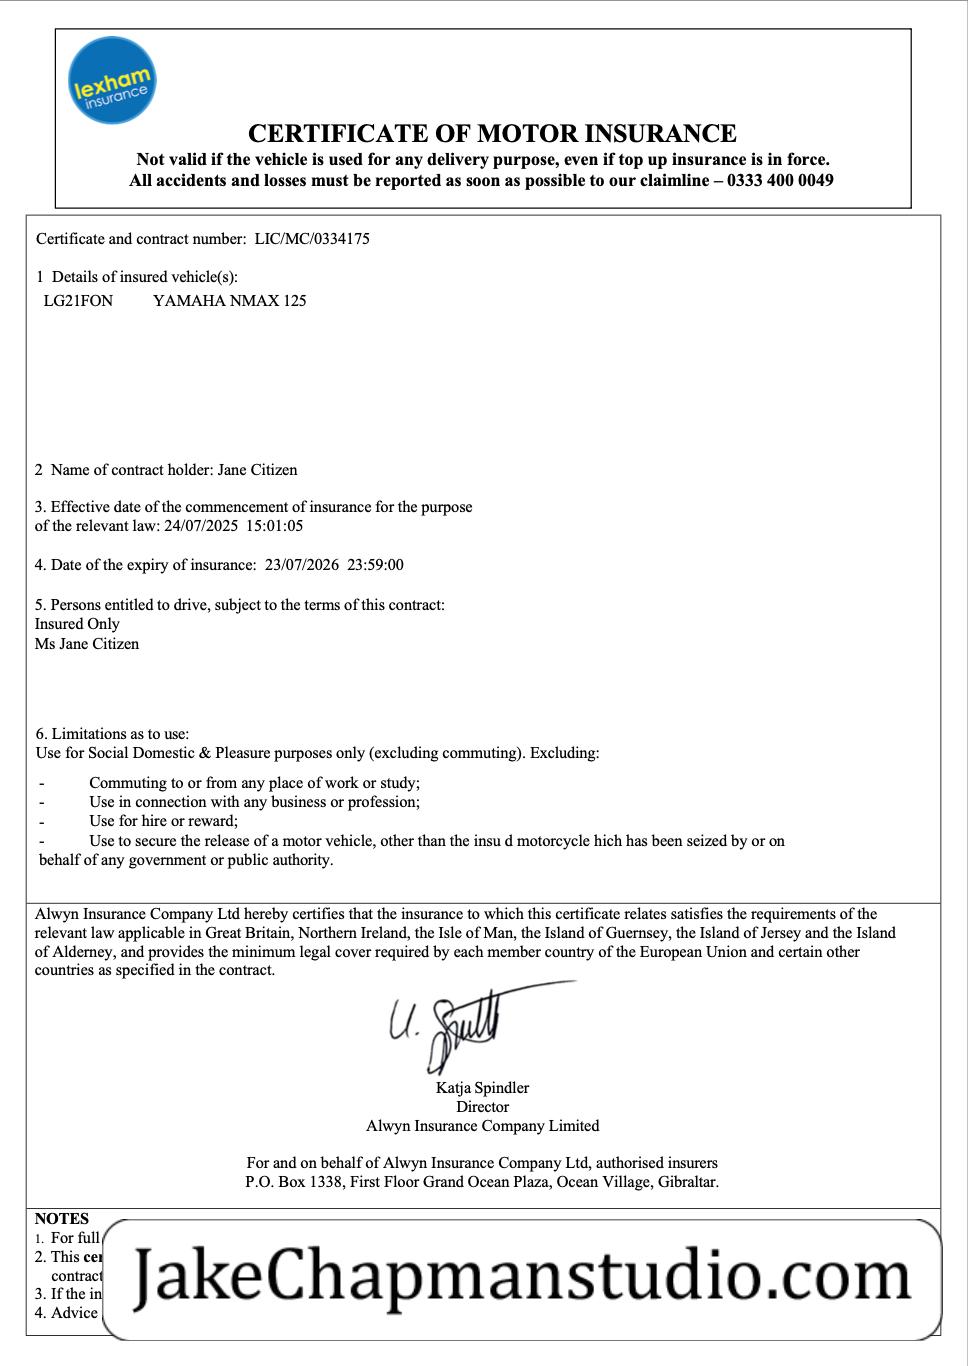 lexham
insurance
CERTIFICATE OF MOTOR INSURANCE
Not valid if the vehicle is used for any delivery purpose, even if top up insurance is in force.
All accidents and losses must be reported as soon as possible to our claimline – 0333 400 0049
Certificate and contract number: LIC/MC/0334175
1 Details of insured vehicle(s):
LG21FON YAMAHA NMAX 125
2 Name of contract holder: Jane Citizen
3. Effective date of the commencement of insurance for the purpose
of the relevant law: 24/07/2025 15:01:05
4. Date of the expiry of insurance: 23/07/2026 23:59:00
5. Persons entitled to drive, subject to the terms of this contract:
Insured Only
Ms Jane Citizen
6. Limitations as to use:
Use for Social Domestic & Pleasure purposes only (excluding commuting). Excluding:
- Commuting to or from any place of work or study;
- Use in connection with any business or profession;
- Use for hire or reward;
- Use to secure the release of a motor vehicle, other than the insu d motorcycle hich has been seized by or on
behalf of any government or public authority.
Alwyn Insurance Company Ltd hereby certifies that the insurance to which this certificate relates satisfies the requirements of the
relevant law applicable in Great Britain, Northern Ireland, the Isle of Man, the Island of Guernsey, the Island of Jersey and the Island
of Alderney, and provides the minimum legal cover required by each member country of the European Union and certain other
countries as specified in the contract.
Katja Spindler
Director
Alwyn Insurance Company Limited
For and on behalf of Alwyn Insurance Company Ltd, authorised insurers
P.O. Box 1338, First Floor Grand Ocean Plaza, Ocean Village, Gibraltar.
NOTES
1. For full
2. This cer
contract
3. If the in
4. Advice
JakeChapmanstudio.com